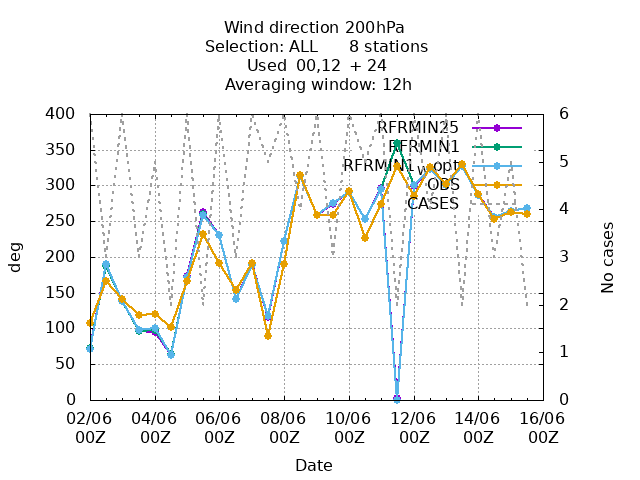 Wind direction 200hPa
Selection: ALL 8 stations
Used 00,12 + 24
Averaging window: 12h
400 350 300 250 200 150 100 50 0
deg
6 5 4 3 2 1 0
No cases
RFRMIN25
RFRMIN1
RFRMIN1_Wopt
OBS
CASES
02/06 04/06 06/06 08/06 10/06 12/06 14/06 16/06
00Z 00Z 00Z 00Z 00Z 00Z 00Z 00Z
Date